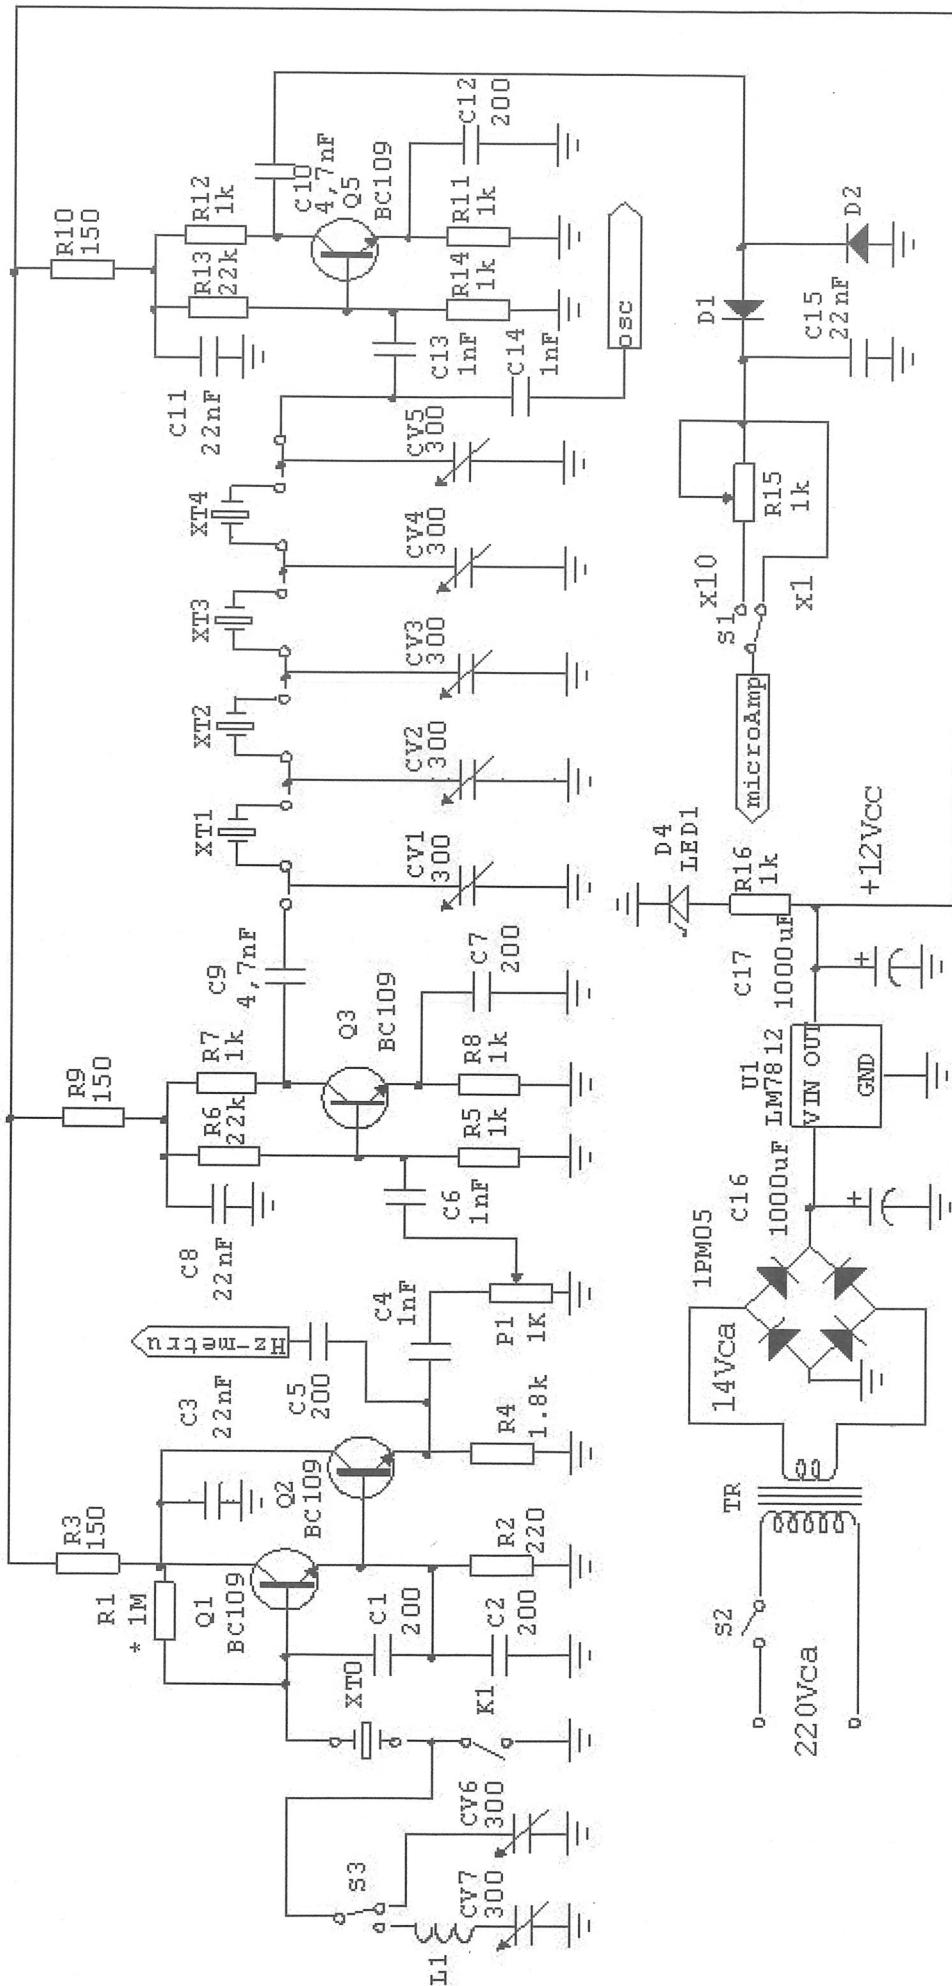 R3
150
R1
* 1M
Q1
BC109
C3
22nF
Q2
BC109
Hz-metru
C5
200
C4
1nF
P1
1K
R4
1.8k
R2
220
C1
200
C2
200
XT0
K1
S3
CV6
300
CV7
300
L1
R9
150
C8
22nF
R6
22k
R7
1k
Q3
BC109
C6
1nF
R5
1k
R8
1k
C7
200
C9
4,7nF
XT1
XT2
XT3
XT4
CV1
300
CV2
300
CV3
300
CV4
300
CV5
300
R10
150
C11
22nF
R13
22k
R12
1k
C10
4,7nF
Q5
BC109
C13
1nF
C14
1nF
R14
1k
R11
1k
C12
200
osc
S2
220Vca
TR
14Vca
1PM05
C16
1000uF
+
U1
LM7812
VIN OUT
GND
C17
1000uF
+
+12Vcc
R16
1k
D4
LED1
microAmp
S1
x10
x1
R15
1k
D1
C15
22nF
D2